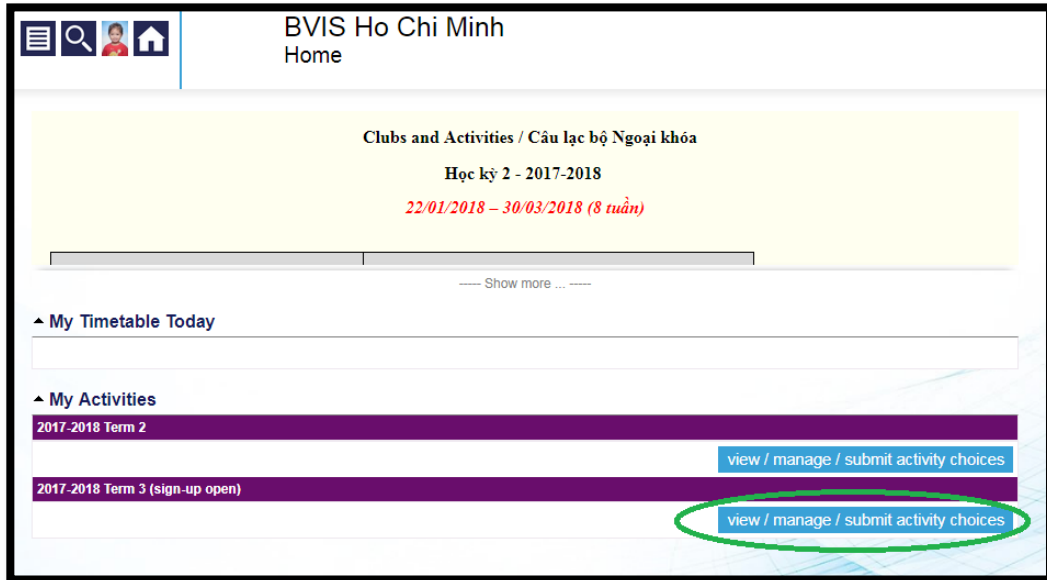 BVIS Ho Chi Minh
Home
Clubs and Activities / Câu lạc bộ Ngoại khóa
Học kỳ 2 - 2017-2018
22/01/2018 – 30/03/2018 (8 tuần)
----- Show more ... -----
My Timetable Today
My Activities
2017-2018 Term 2
view / manage / submit activity choices
2017-2018 Term 3 (sign-up open)
view / manage / submit activity choices